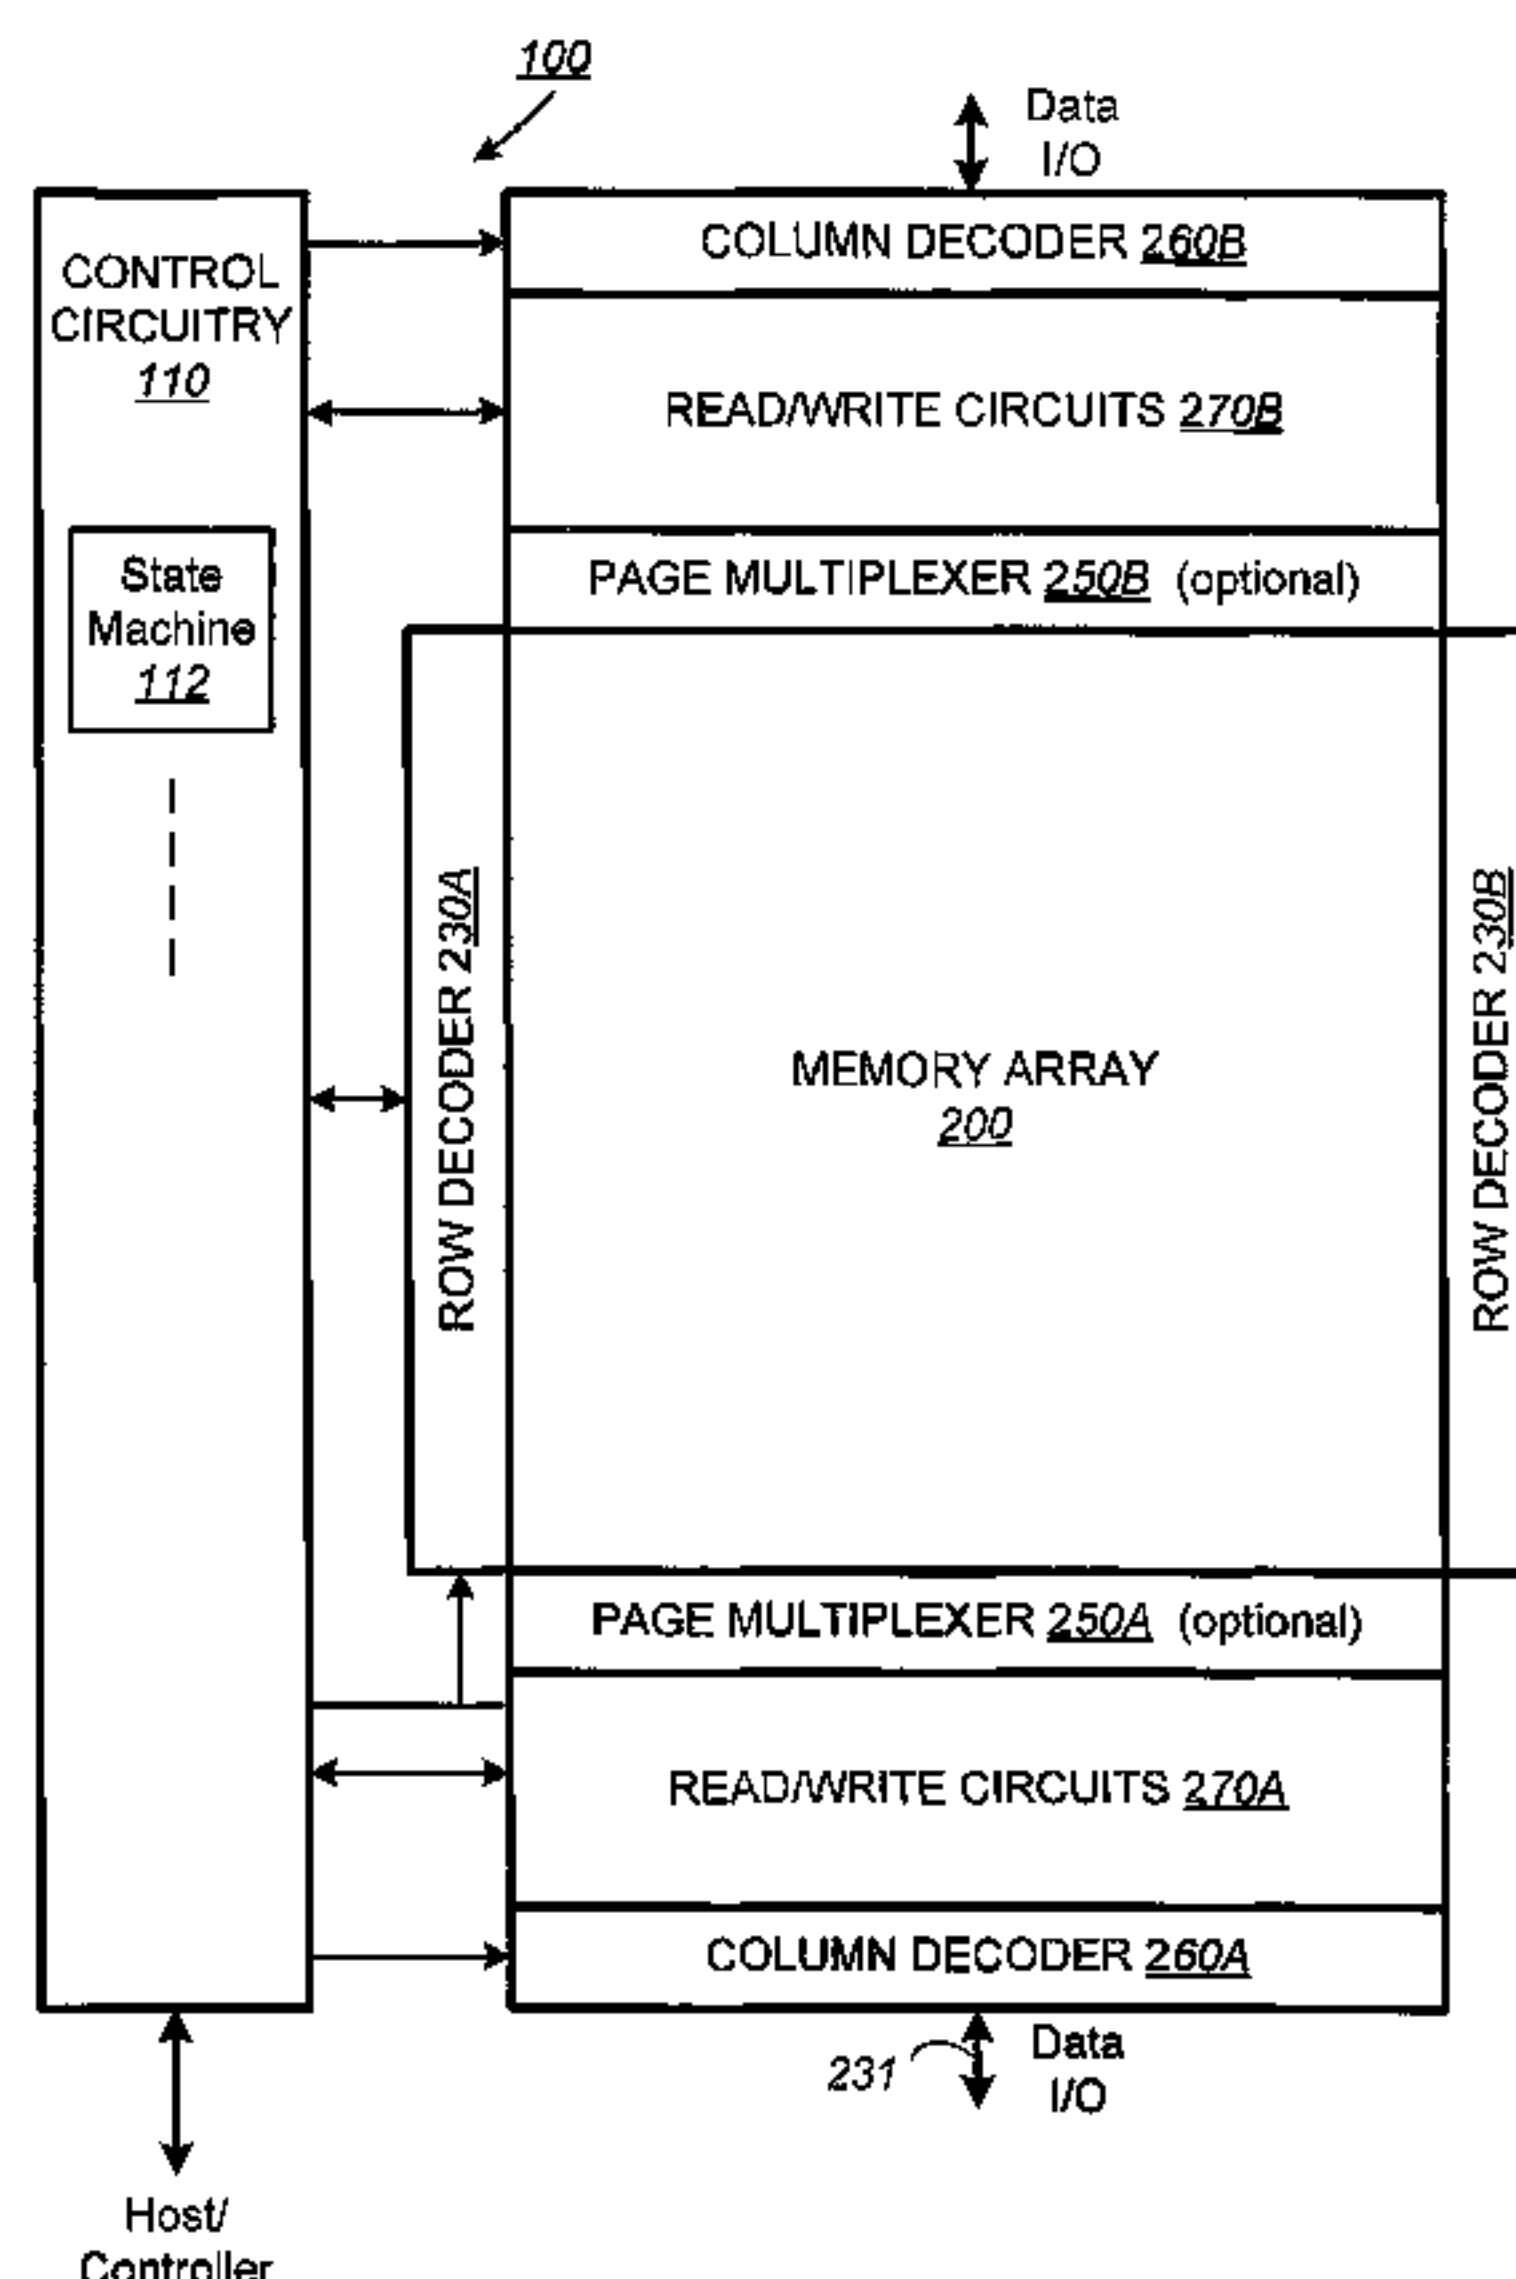 100
Data
I/O
COLUMN DECODER 260B
CONTROL
CIRCUITRY
110
READ/WRITE CIRCUITS 270B
State
Machine
112
PAGE MULTIPLEXER 250B (optional)
ROW DECODER 230A
MEMORY ARRAY
200
ROW DECODER 230B
PAGE MULTIPLEXER 250A (optional)
READ/WRITE CIRCUITS 270A
COLUMN DECODER 260A
231
Data
I/O
Host/
Controller